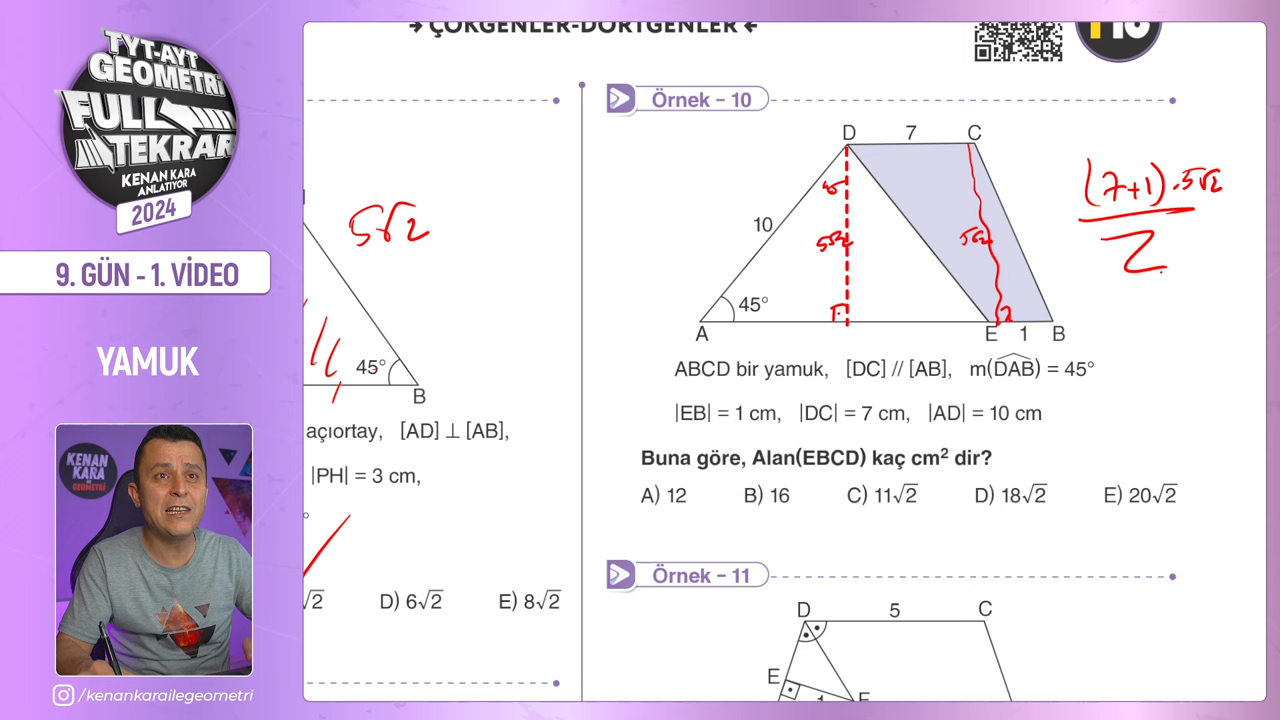 TYT-AYT
GEOMETRİ
FULL
TEKRAR
KENAN KARA
ANLATIYOR
2024
9. GÜN - 1. VİDEO
YAMUK
KENAN
KARA
GEOMETRİ
/kenankarailegeometri
→ ÇOKGENLER-DÖRTGENLER ←
5√2
45°
B
açıortay, [AD] ⊥ [AB],
|PH| = 3 cm,
√2 D) 6√2 E) 8√2
Örnek – 10
D 7 C
10
45°
5√2
5√2
A E 1 B
(7+1).5√2
2
ABCD bir yamuk, [DC] // [AB], m(DAB) = 45°
|EB| = 1 cm, |DC| = 7 cm, |AD| = 10 cm
Buna göre, Alan(EBCD) kaç cm² dir?
A) 12 B) 16 C) 11√2 D) 18√2 E) 20√2
Örnek – 11
D 5 C
E